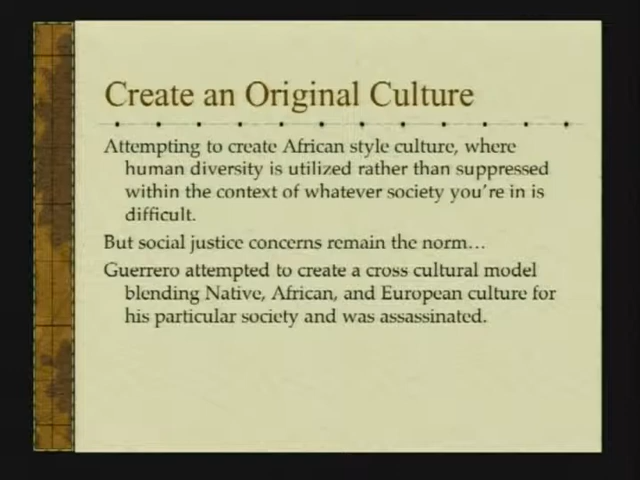 Create an Original Culture
Attempting to create African style culture, where
human diversity is utilized rather than suppressed
within the context of whatever society you're in is
difficult.
But social justice concerns remain the norm…
Guerrero attempted to create a cross cultural model
blending Native, African, and European culture for
his particular society and was assassinated.